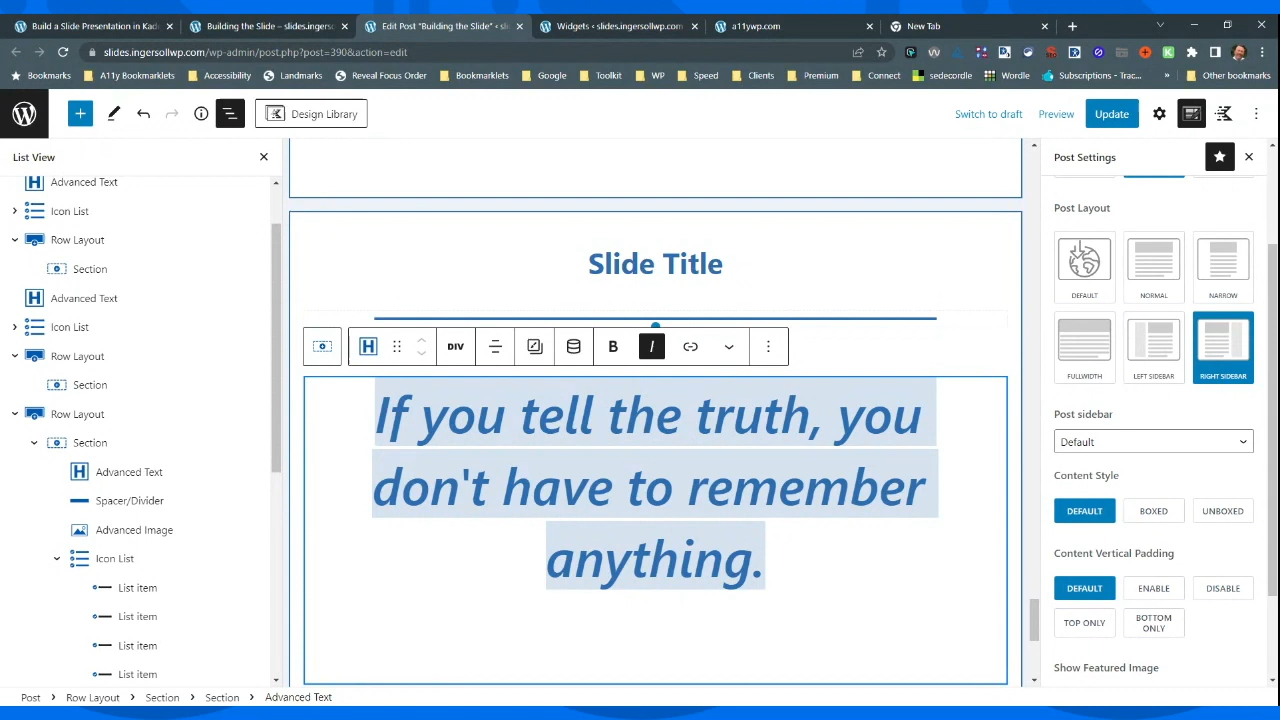 Build a Slide Presentation in Kade
Building the Slide – slides.ingerso
Edit Post "Building the Slide" ‹ sli
Widgets ‹ slides.ingersollwp.com
a11ywp.com
New Tab
slides.ingersollwp.com/wp-admin/post.php?post=390&action=edit
Bookmarks
A11y Bookmarklets
Accessibility
Landmarks
Reveal Focus Order
Bookmarklets
Google
Toolkit
WP
Speed
Clients
Premium
Connect
sedecordle
Wordle
Subscriptions - Trac...
»
Other bookmarks
Design Library
Switch to draft
Preview
Update
List View
Advanced Text
Icon List
Row Layout
Section
Advanced Text
Icon List
Row Layout
Section
Row Layout
Section
Advanced Text
Spacer/Divider
Advanced Image
Icon List
List item
List item
List item
List item
Slide Title
DIV
B
I
If you tell the truth, you
don't have to remember
anything.
Post Settings
Post Layout
DEFAULT
NORMAL
NARROW
FULLWIDTH
LEFT SIDEBAR
RIGHT SIDEBAR
Post sidebar
Default
Content Style
DEFAULT
BOXED
UNBOXED
Content Vertical Padding
DEFAULT
ENABLE
DISABLE
TOP ONLY
BOTTOM
ONLY
Show Featured Image
Post
Row Layout
Section
Section
Advanced Text